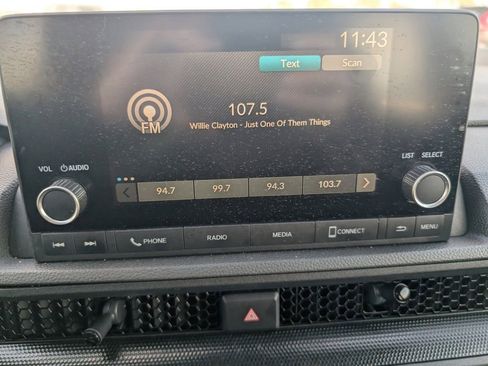 11:43
Text Scan
FM
107.5
Willie Clayton - Just One Of Them Things
VOL AUDIO
LIST SELECT
94.7 99.7 94.3 103.7
PHONE RADIO MEDIA CONNECT MENU